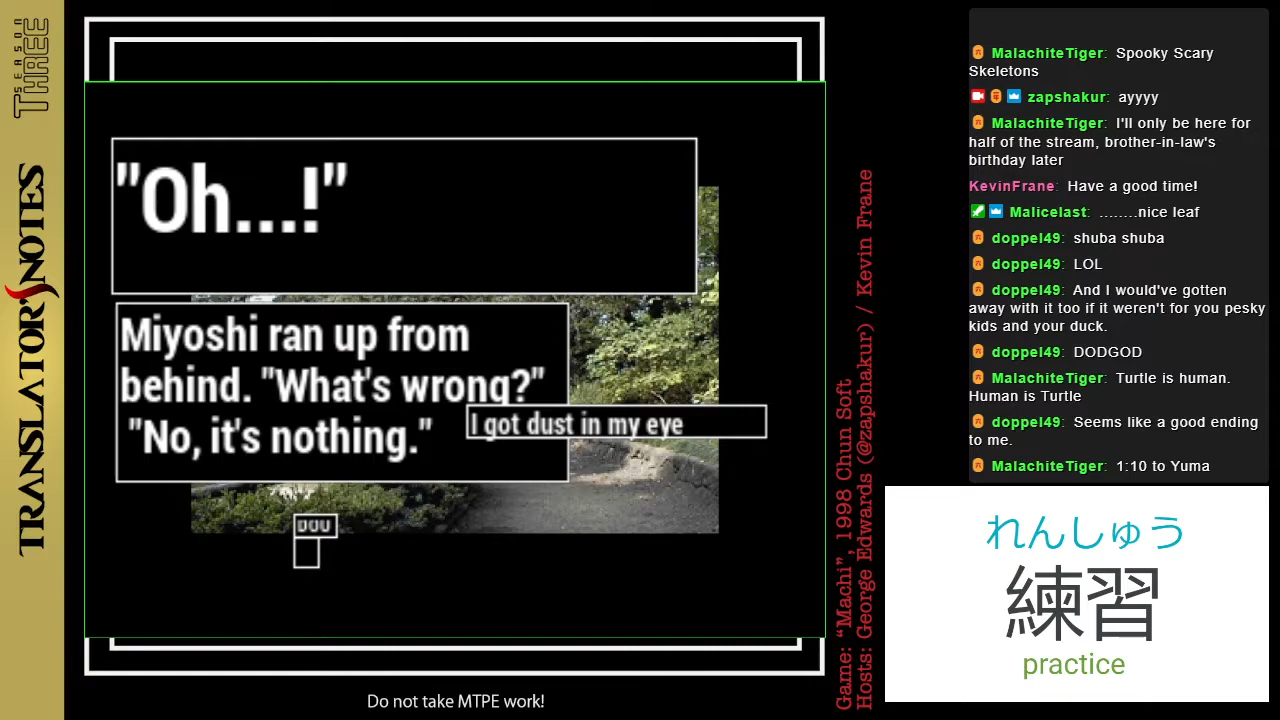 SEASON
THREE
TRANSLATOR'S NOTES
"Oh...!"
Miyoshi ran up from
behind. "What's wrong?"
"No, it's nothing."
I got dust in my eye
Do not take MTPE work!
Game: "Machi", 1998 Chun Soft
Hosts: George Edwards (@zapshakur) / Kevin Frane
MalachiteTiger: Spooky Scary
Skeletons
zapshakur: ayyyy
MalachiteTiger: I'll only be here for
half of the stream, brother-in-law's
birthday later
KevinFrane: Have a good time!
Malicelast: ........nice leaf
doppel49: shuba shuba
doppel49: LOL
doppel49: And I would've gotten
away with it too if it weren't for you pesky
kids and your duck.
doppel49: DODGOD
MalachiteTiger: Turtle is human.
Human is Turtle
doppel49: Seems like a good ending
to me.
MalachiteTiger: 1:10 to Yuma
れんしゅう
練習
practice